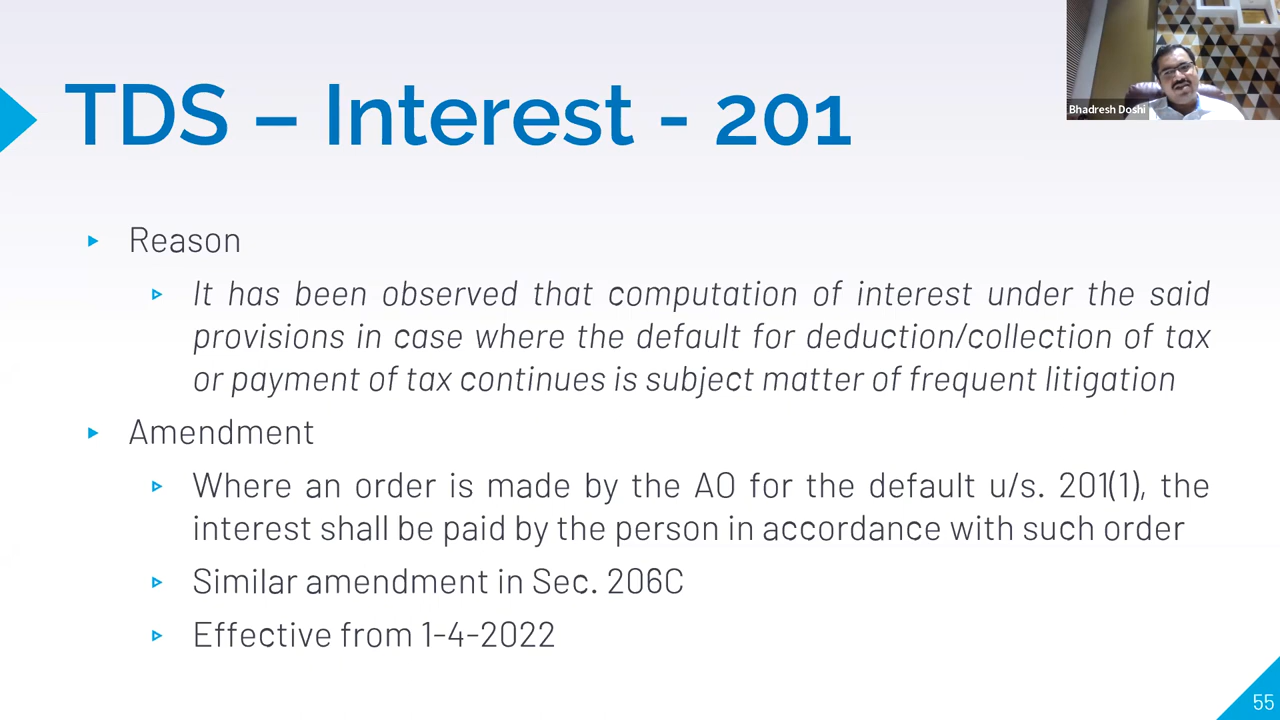 Bhadresh Doshi
TDS – Interest - 201
Reason
It has been observed that computation of interest under the said
provisions in case where the default for deduction/collection of tax
or payment of tax continues is subject matter of frequent litigation
Amendment
Where an order is made by the AO for the default u/s. 201(1), the
interest shall be paid by the person in accordance with such order
Similar amendment in Sec. 206C
Effective from 1-4-2022
55